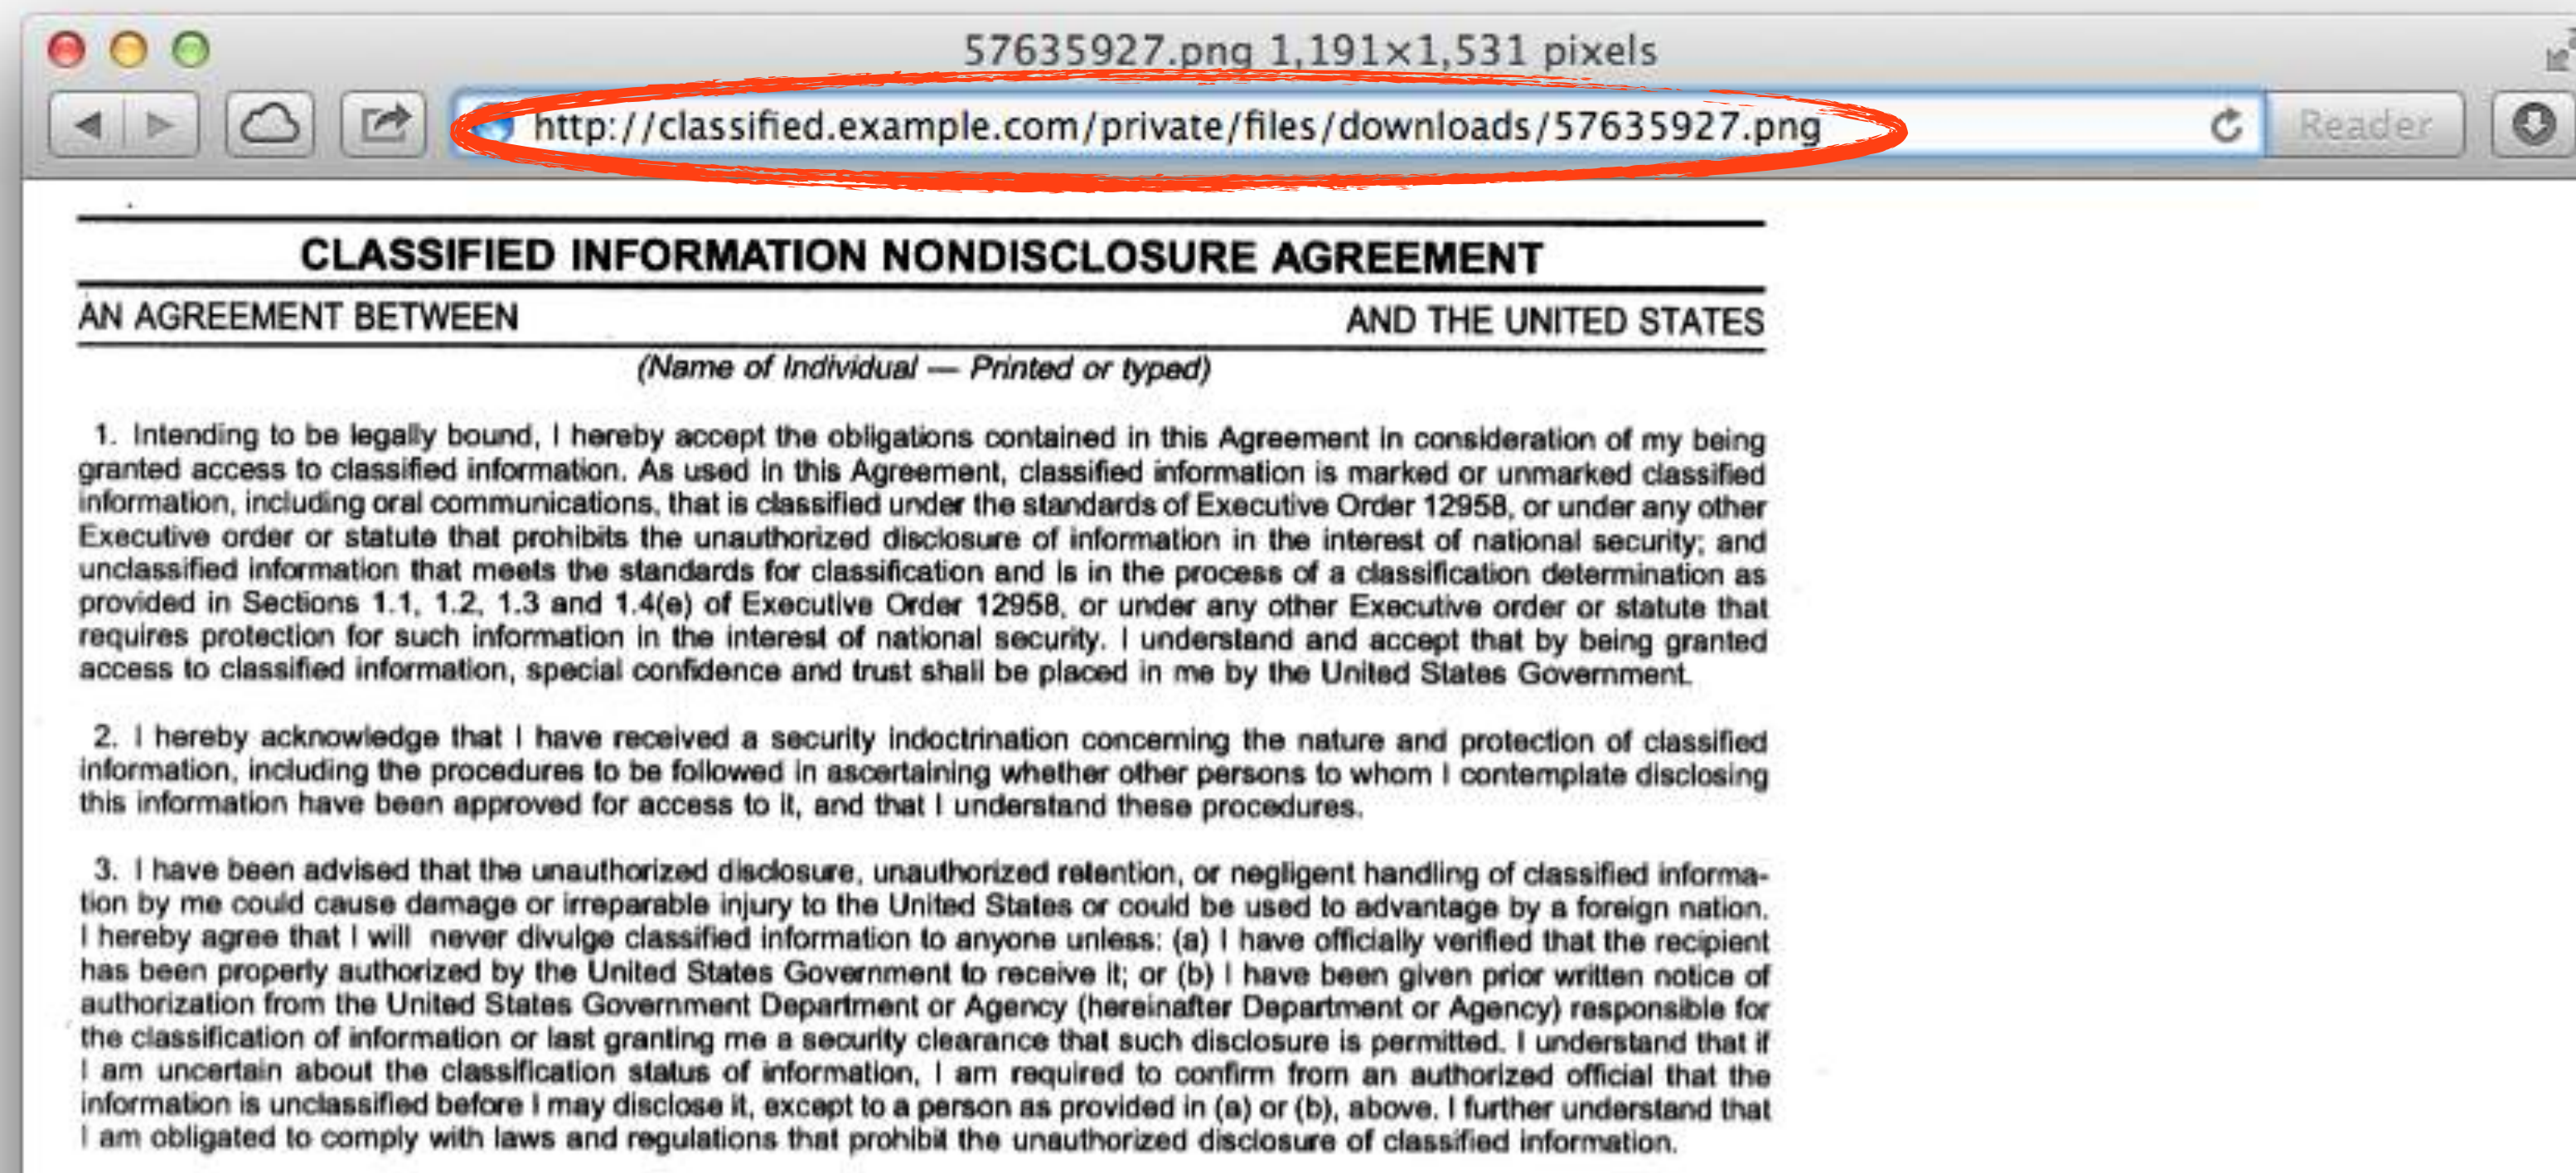 57635927.png 1,191×1,531 pixels
http://classified.example.com/private/files/downloads/57635927.png
Reader
CLASSIFIED INFORMATION NONDISCLOSURE AGREEMENT
AN AGREEMENT BETWEEN AND THE UNITED STATES
(Name of Individual — Printed or typed)
1. Intending to be legally bound, I hereby accept the obligations contained in this Agreement in consideration of my being
granted access to classified information. As used in this Agreement, classified information is marked or unmarked classified
information, including oral communications, that is classified under the standards of Executive Order 12958, or under any other
Executive order or statute that prohibits the unauthorized disclosure of information in the interest of national security; and
unclassified information that meets the standards for classification and is in the process of a classification determination as
provided in Sections 1.1, 1.2, 1.3 and 1.4(e) of Executive Order 12958, or under any other Executive order or statute that
requires protection for such information in the interest of national security. I understand and accept that by being granted
access to classified information, special confidence and trust shall be placed in me by the United States Government.
2. I hereby acknowledge that I have received a security indoctrination concerning the nature and protection of classified
information, including the procedures to be followed in ascertaining whether other persons to whom I contemplate disclosing
this information have been approved for access to it, and that I understand these procedures.
3. I have been advised that the unauthorized disclosure, unauthorized retention, or negligent handling of classified informa-
tion by me could cause damage or irreparable injury to the United States or could be used to advantage by a foreign nation.
I hereby agree that I will never divulge classified information to anyone unless: (a) I have officially verified that the recipient
has been properly authorized by the United States Government to receive it; or (b) I have been given prior written notice of
authorization from the United States Government Department or Agency (hereinafter Department or Agency) responsible for
the classification of information or last granting me a security clearance that such disclosure is permitted. I understand that if
I am uncertain about the classification status of information, I am required to confirm from an authorized official that the
information is unclassified before I may disclose it, except to a person as provided in (a) or (b), above. I further understand that
I am obligated to comply with laws and regulations that prohibit the unauthorized disclosure of classified information.